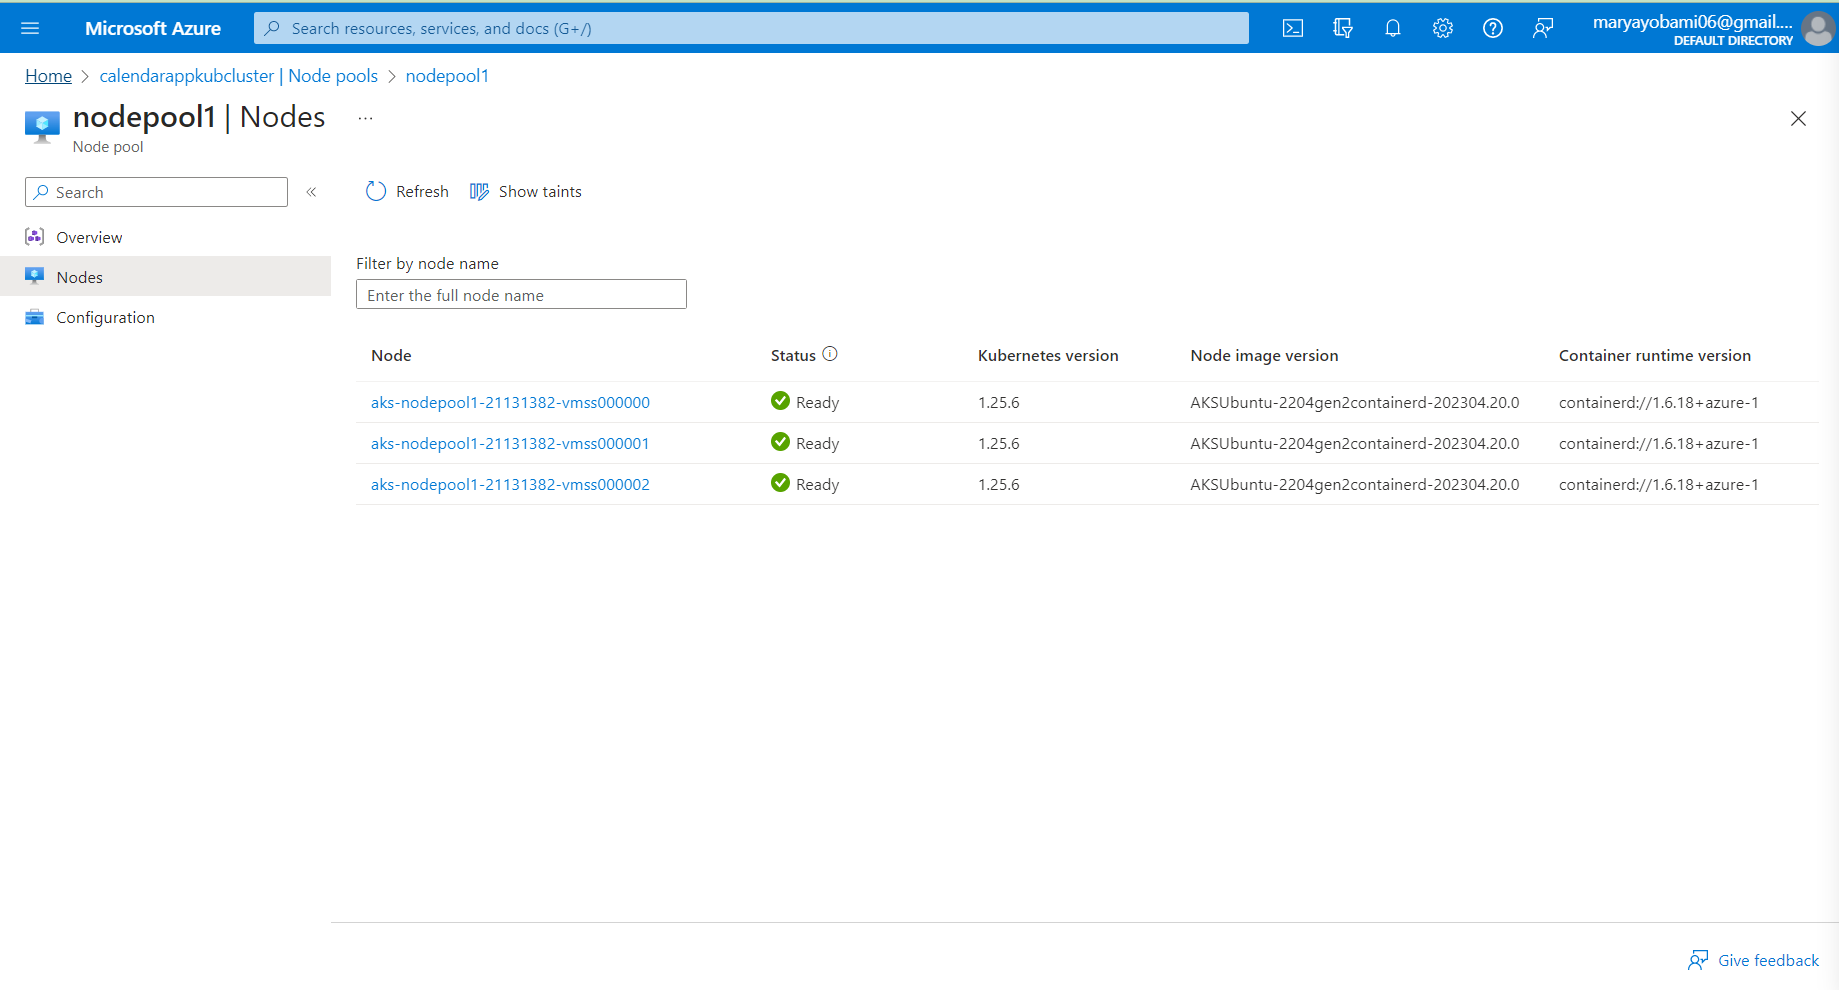 Microsoft Azure
Search resources, services, and docs (G+/)
maryayobami06@gmail....
DEFAULT DIRECTORY
Home > calendarappkubcluster | Node pools > nodepool1
nodepool1 | Nodes ...
Node pool
Search «
Refresh Show taints
Overview
Nodes
Configuration
Filter by node name
Enter the full node name
Node Status Kubernetes version Node image version Container runtime version
aks-nodepool1-21131382-vmss000000 Ready 1.25.6 AKSUbuntu-2204gen2containerd-202304.20.0 containerd://1.6.18+azure-1
aks-nodepool1-21131382-vmss000001 Ready 1.25.6 AKSUbuntu-2204gen2containerd-202304.20.0 containerd://1.6.18+azure-1
aks-nodepool1-21131382-vmss000002 Ready 1.25.6 AKSUbuntu-2204gen2containerd-202304.20.0 containerd://1.6.18+azure-1
Give feedback